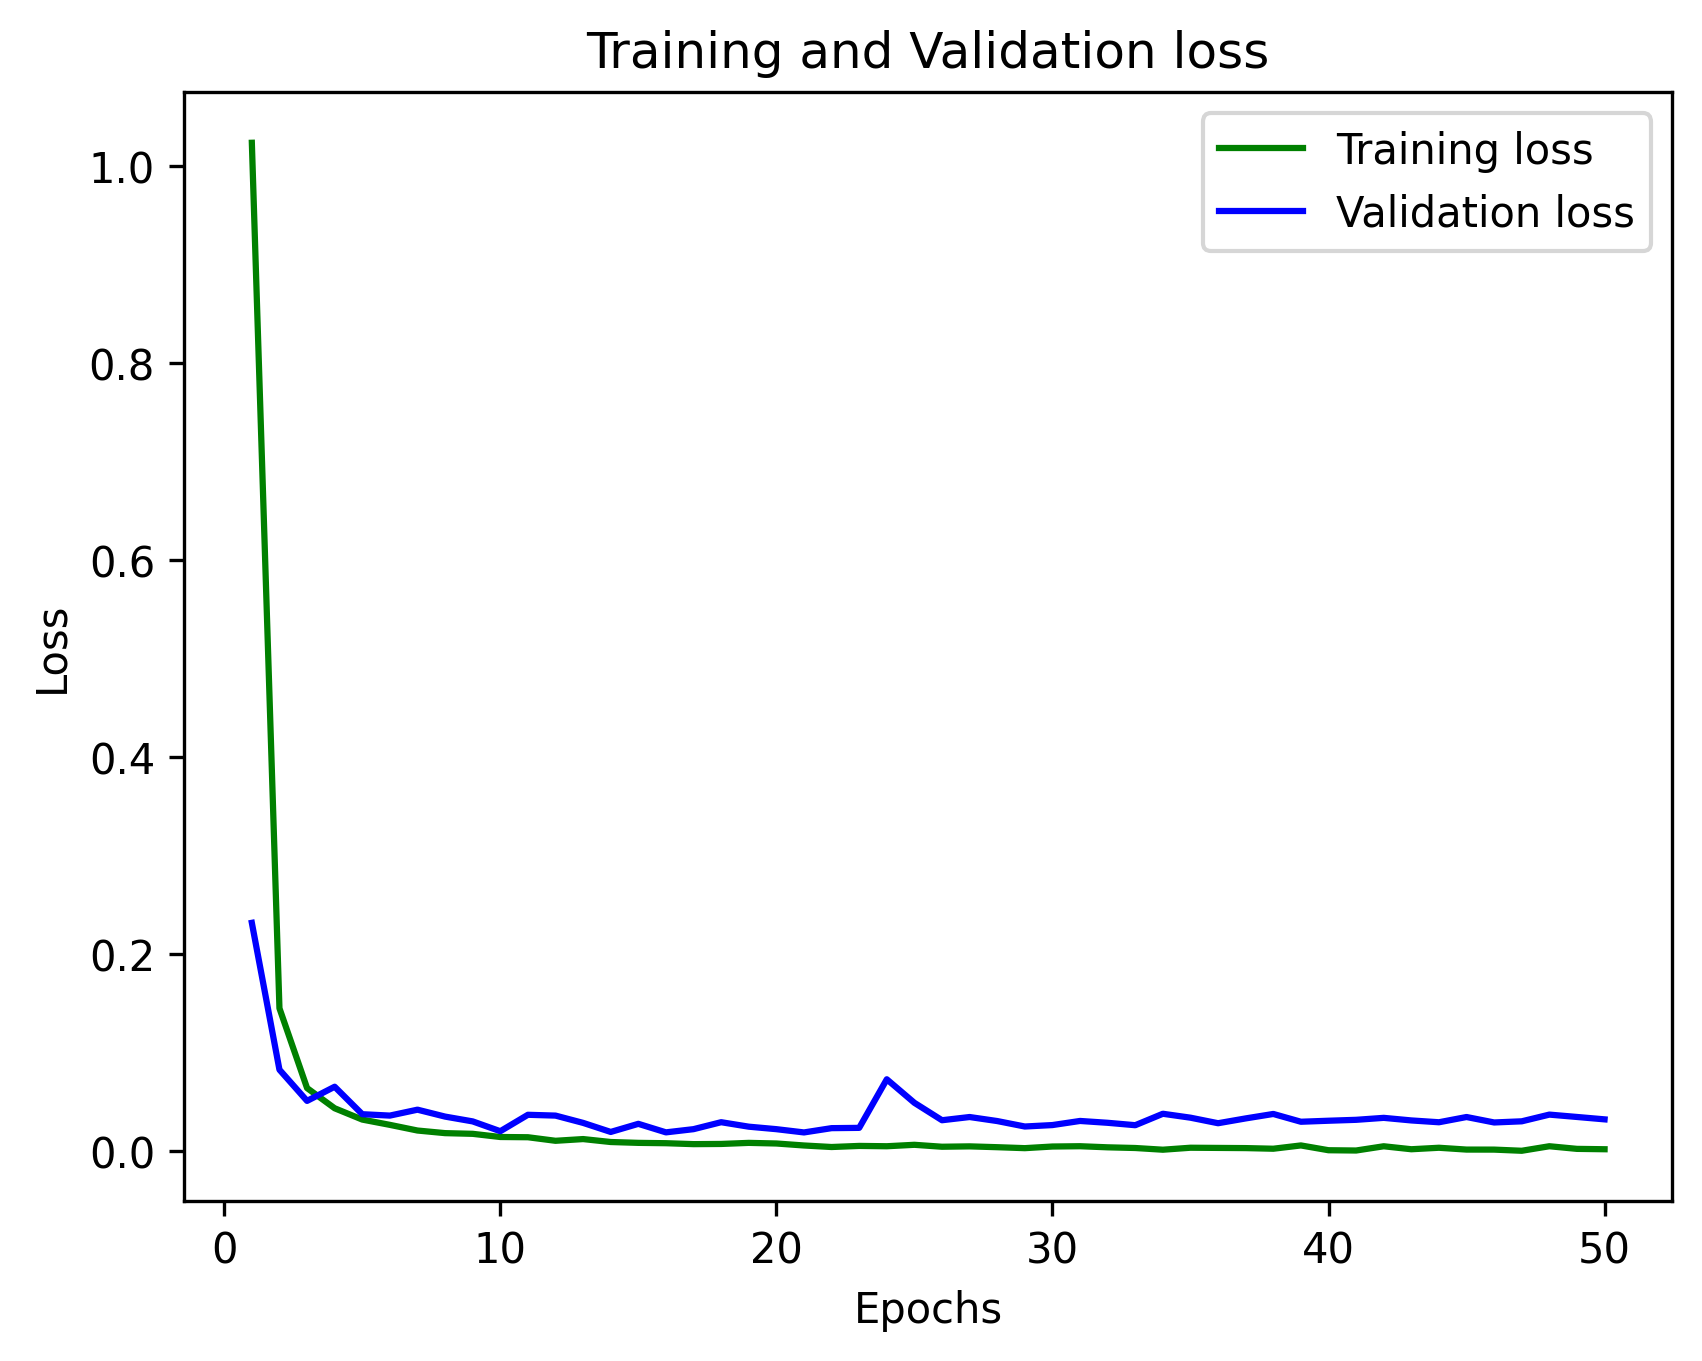 Training and Validation loss
Training loss
Validation loss
1.0
0.8
0.6
0.4
0.2
0.0
Loss
0 10 20 30 40 50
Epochs